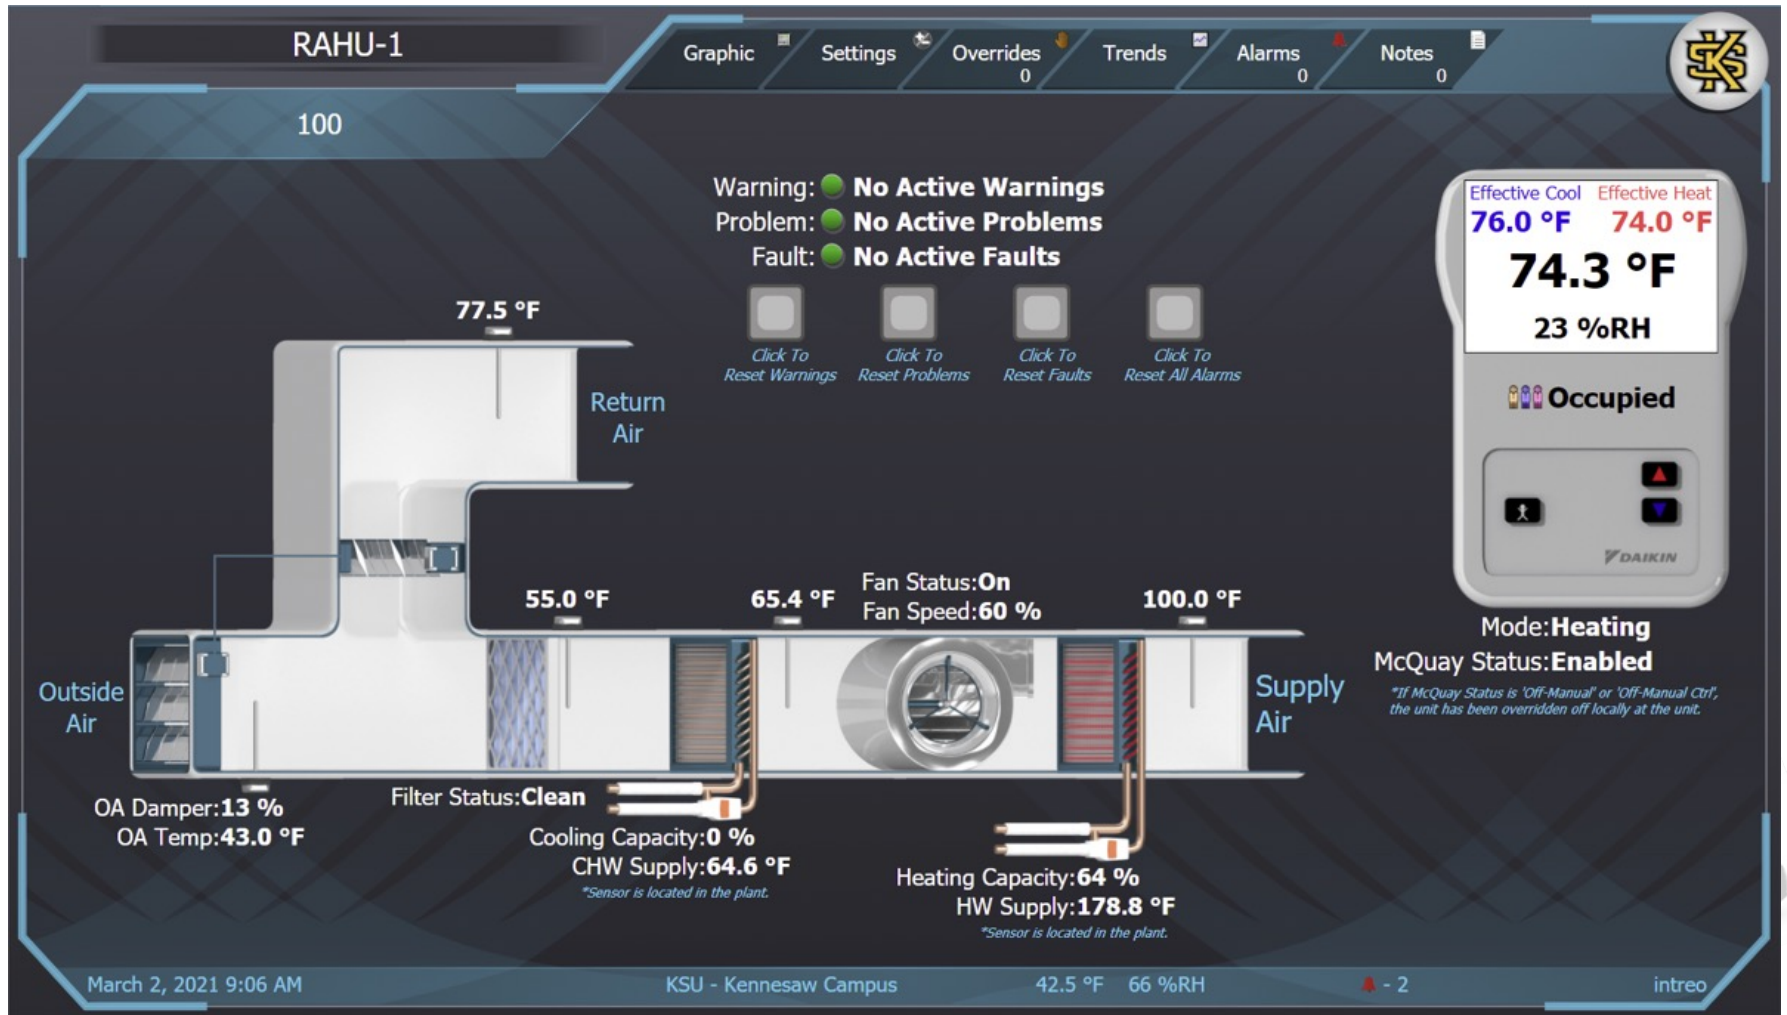 RAHU-1
100
Graphic
Settings
Overrides
0
Trends
Alarms
0
Notes
0
KS
Warning: No Active Warnings
Problem: No Active Problems
Fault: No Active Faults
Click To
Reset Warnings
Click To
Reset Problems
Click To
Reset Faults
Click To
Reset All Alarms
Effective Cool Effective Heat
76.0 °F 74.0 °F
74.3 °F
23 %RH
Occupied
DAIKIN
Mode:Heating
McQuay Status:Enabled
*If McQuay Status is 'Off-Manual' or 'Off-Manual Ctrl',
the unit has been overridden off locally at the unit.
77.5 °F
Return
Air
55.0 °F
65.4 °F
Fan Status:On
Fan Speed:60 %
100.0 °F
Outside
Air
Supply
Air
OA Damper:13 %
OA Temp:43.0 °F
Filter Status:Clean
Cooling Capacity:0 %
CHW Supply:64.6 °F
*Sensor is located in the plant.
Heating Capacity:64 %
HW Supply:178.8 °F
*Sensor is located in the plant.
March 2, 2021 9:06 AM
KSU - Kennesaw Campus
42.5 °F 66 %RH
- 2
intreo